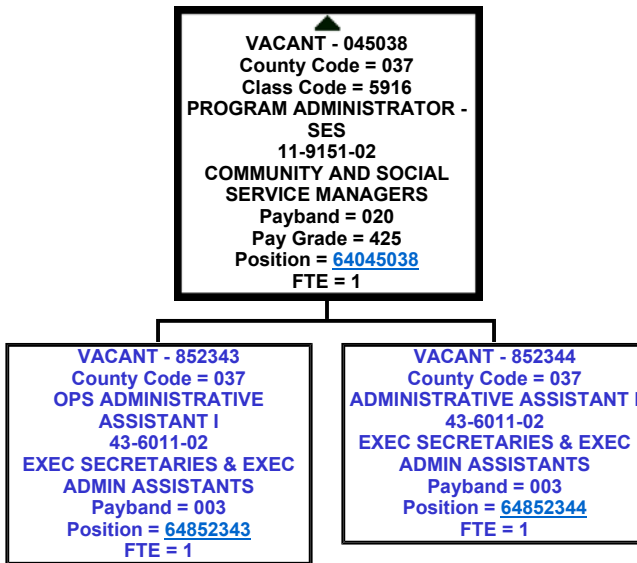 VACANT - 045038
County Code = 037
Class Code = 5916
PROGRAM ADMINISTRATOR -
SES
11-9151-02
COMMUNITY AND SOCIAL
SERVICE MANAGERS
Payband = 020
Pay Grade = 425
Position = 64045038
FTE = 1
VACANT - 852343
County Code = 037
OPS ADMINISTRATIVE
ASSISTANT I
43-6011-02
EXEC SECRETARIES & EXEC
ADMIN ASSISTANTS
Payband = 003
Position = 64852343
FTE = 1
VACANT - 852344
County Code = 037
ADMINISTRATIVE ASSISTANT I
43-6011-02
EXEC SECRETARIES & EXEC
ADMIN ASSISTANTS
Payband = 003
Position = 64852344
FTE = 1